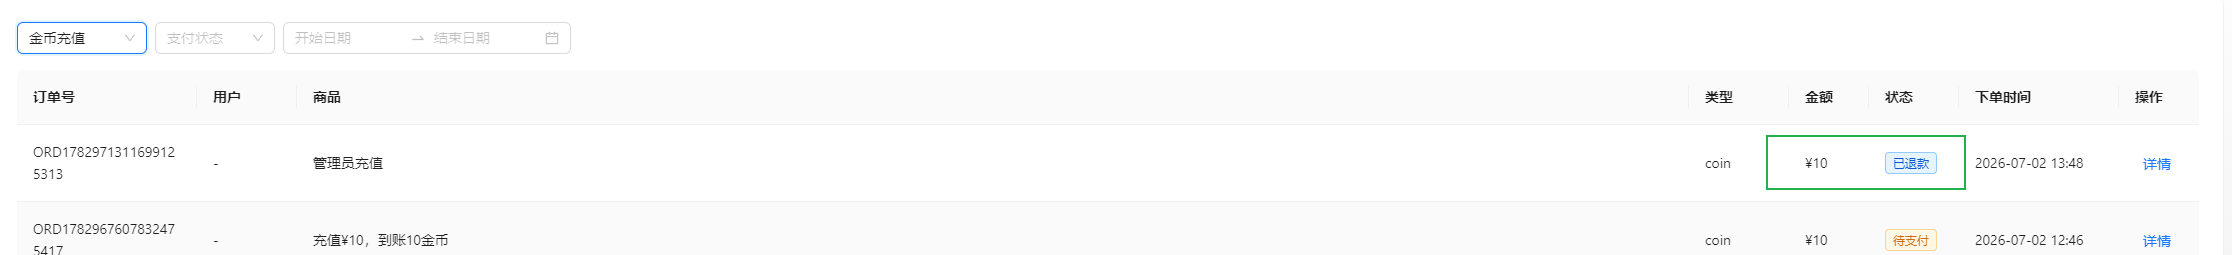 金币充值 支付状态 开始日期 → 结束日期
订单号 用户 商品 类型 金额 状态 下单时间 操作
ORD178297131169912
5313 - 管理员充值 coin ¥10 已退款 2026-07-02 13:48 详情
ORD178296760783247
5417 - 充值¥10，到账10金币 coin ¥10 待支付 2026-07-02 12:46 详情